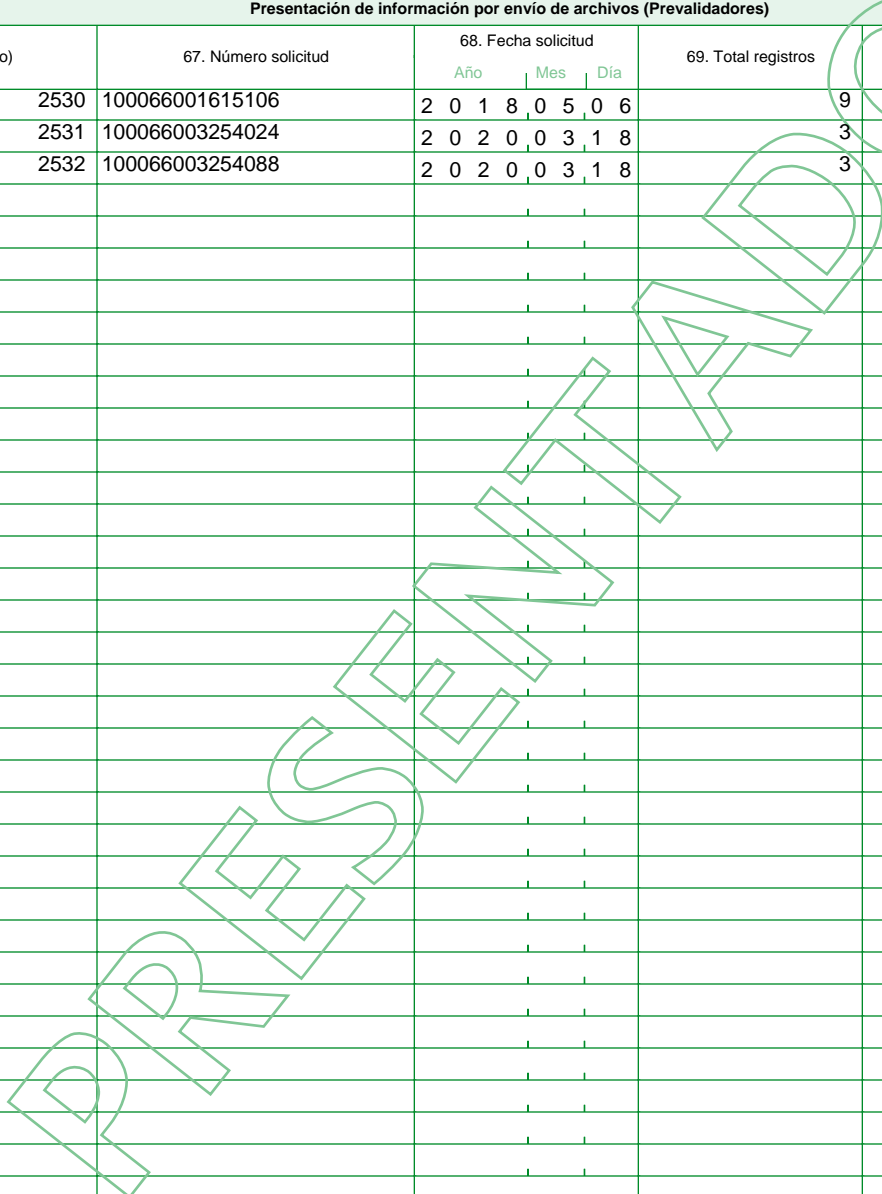 Presentación de información por envío de archivos (Prevalidadores)
o) 67. Número solicitud 68. Fecha solicitud 69. Total registros
Año Mes Día
2530 100066001615106 2 0 1 8 0 5 0 6 9
2531 100066003254024 2 0 2 0 0 3 1 8 3
2532 100066003254088 2 0 2 0 0 3 1 8 3
PRESENTADO